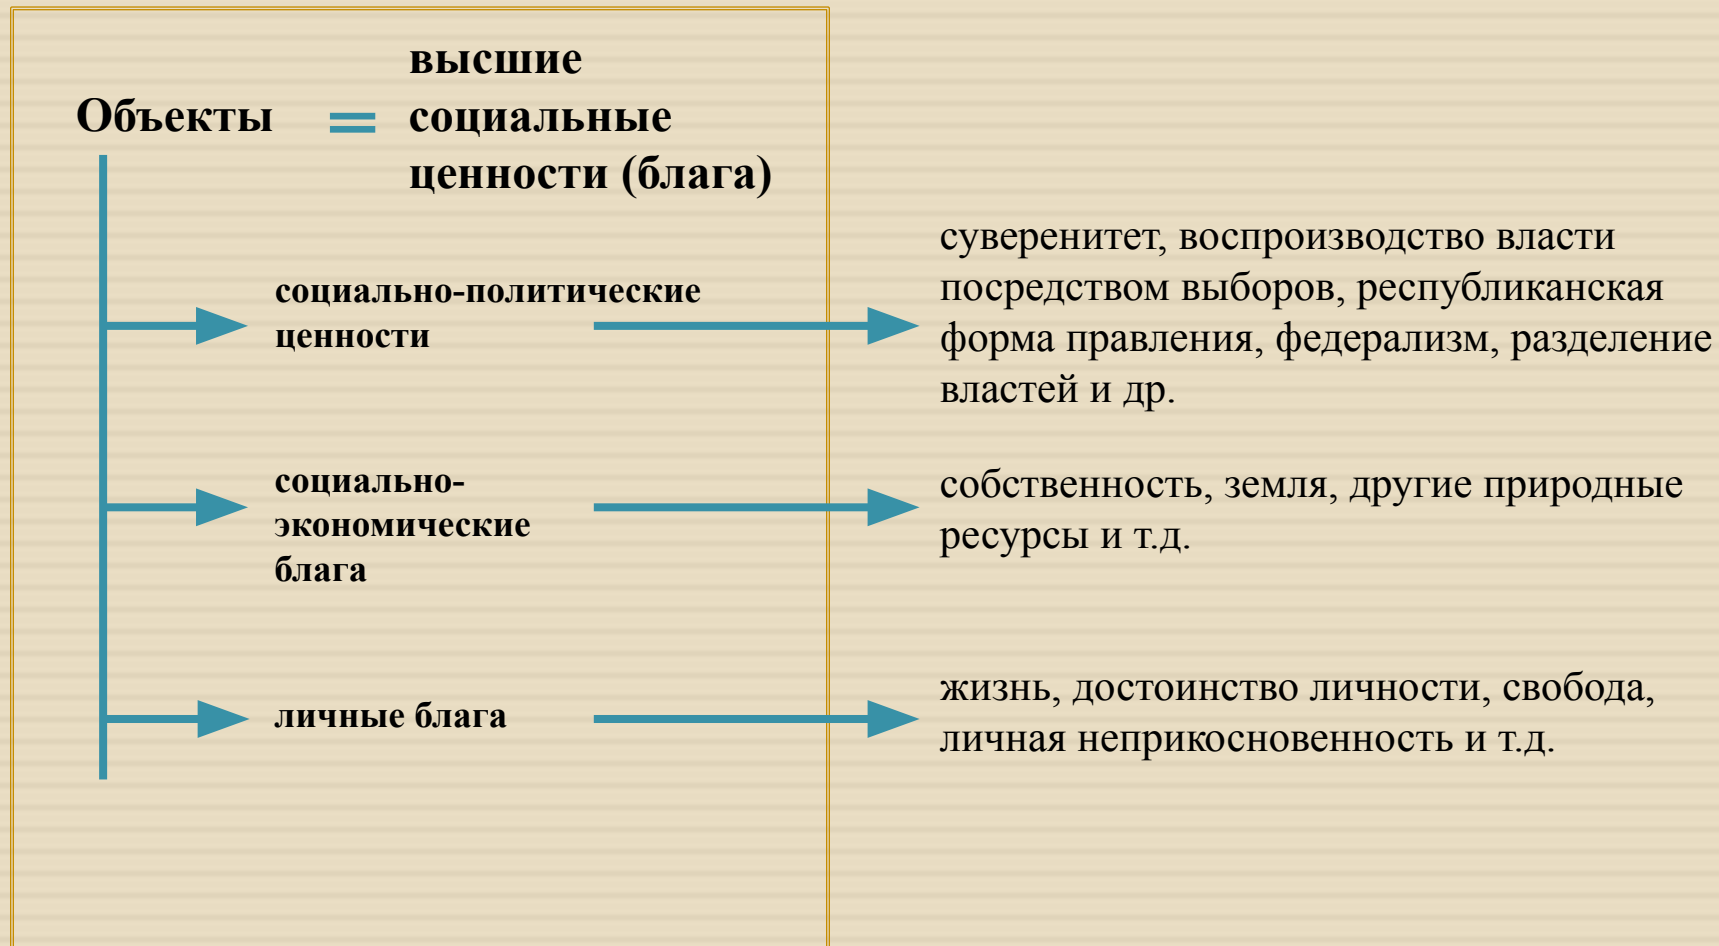 высшие
Объекты = социальные
ценности (блага)
социально-политические
ценности
суверенитет, воспроизводство власти
посредством выборов, республиканская
форма правления, федерализм, разделение
властей и др.
социально-
экономические
блага
собственность, земля, другие природные
ресурсы и т.д.
личные блага
жизнь, достоинство личности, свобода,
личная неприкосновенность и т.д.